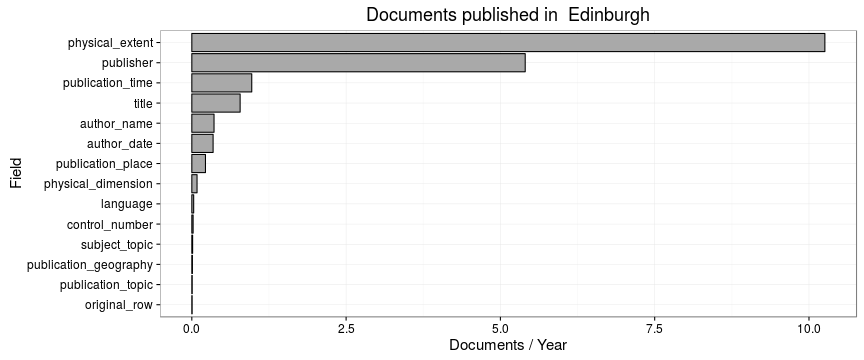 Documents published in  Edinburgh
Field
physical_extent
publisher
publication_time
title
author_name
author_date
publication_place
physical_dimension
language
control_number
subject_topic
publication_geography
publication_topic
original_row
0.0 2.5 5.0 7.5 10.0
Documents / Year